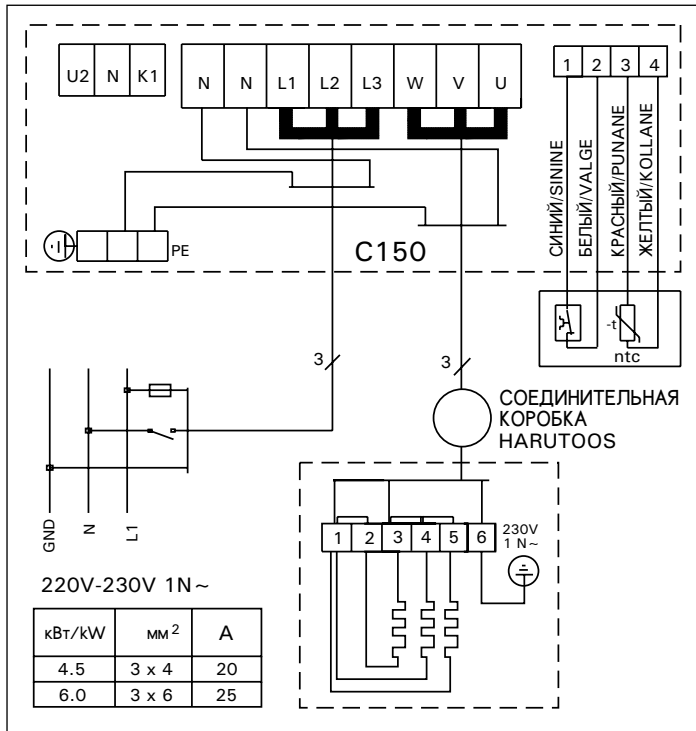 U2 N K1
N N L1 L2 L3 W V U
1 2 3 4
СИНИЙ/SININE
БЕЛЫЙ/VALGE
КРАСНЫЙ/PUNANE
ЖЕЛТЫЙ/KOLLANE
PE
C150
-t
ntc
3
3
СОЕДИНИТЕЛЬНАЯ
КОРОБКА
HARUTOOS
GND
N
L1
1 2 3 4 5 6
230V
1 N~
220V-230V 1N~
кВт/kW мм² A
4.5 3 x 4 20
6.0 3 x 6 25